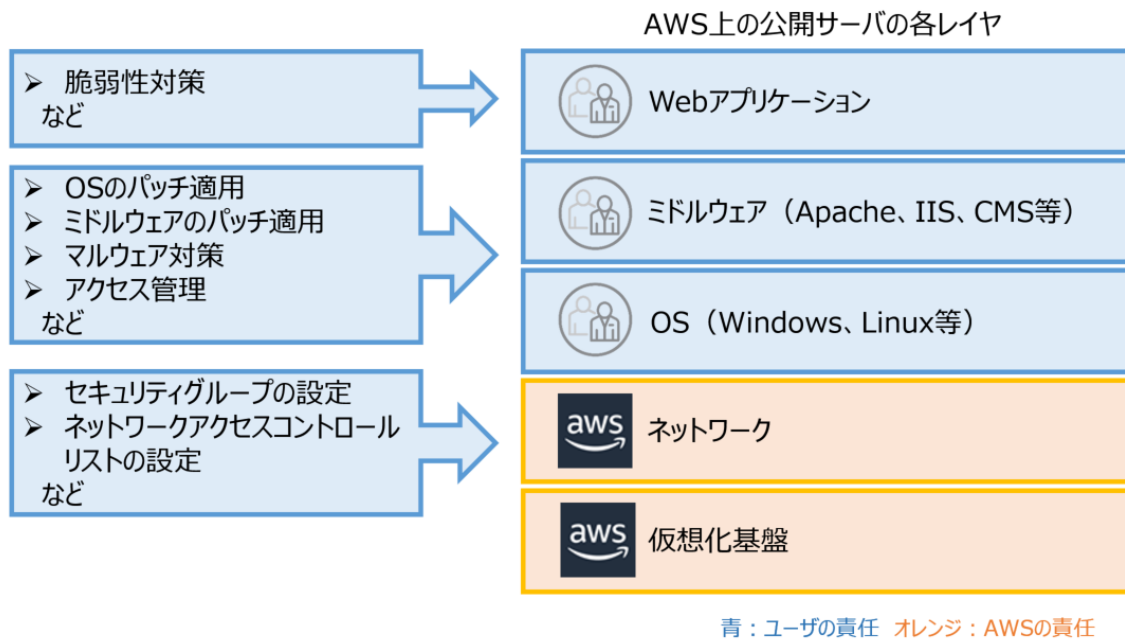 AWS上の公開サーバの各レイヤ
➢ 脆弱性対策
など
➢ OSのパッチ適用
➢ ミドルウェアのパッチ適用
➢ マルウェア対策
➢ アクセス管理
など
➢ セキュリティグループの設定
➢ ネットワークアクセスコントロール
リストの設定
など
Webアプリケーション
ミドルウェア（Apache、IIS、CMS等）
OS（Windows、Linux等）
aws
ネットワーク
aws
仮想化基盤
青：ユーザの責任 オレンジ：AWSの責任